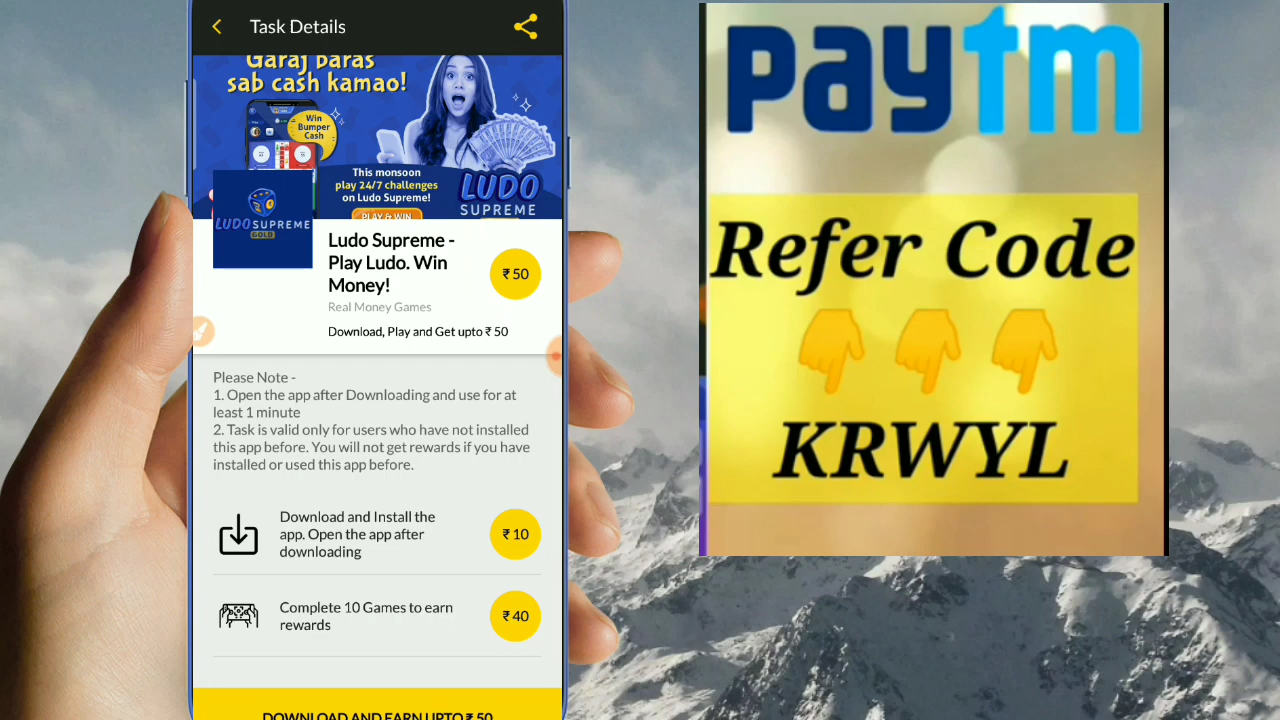 Task Details
Garaj baras
sab cash kamao!
Win
Bumper
Cash
This monsoon
play 24/7 challenges
on Ludo Supreme!
PLAY & WIN
LUDO
SUPREME
LUDO SUPREME
GOLD
Ludo Supreme -
Play Ludo. Win
Money!
₹ 50
Real Money Games
Download, Play and Get upto ₹ 50
Please Note -
1. Open the app after Downloading and use for at
least 1 minute
2. Task is valid only for users who have not installed
this app before. You will not get rewards if you have
installed or used this app before.
Download and Install the
app. Open the app after
downloading
₹ 10
Complete 10 Games to earn
rewards
₹ 40
DOWNLOAD AND EARN UPTO ₹ 50
paytm
Refer Code
KRWYL